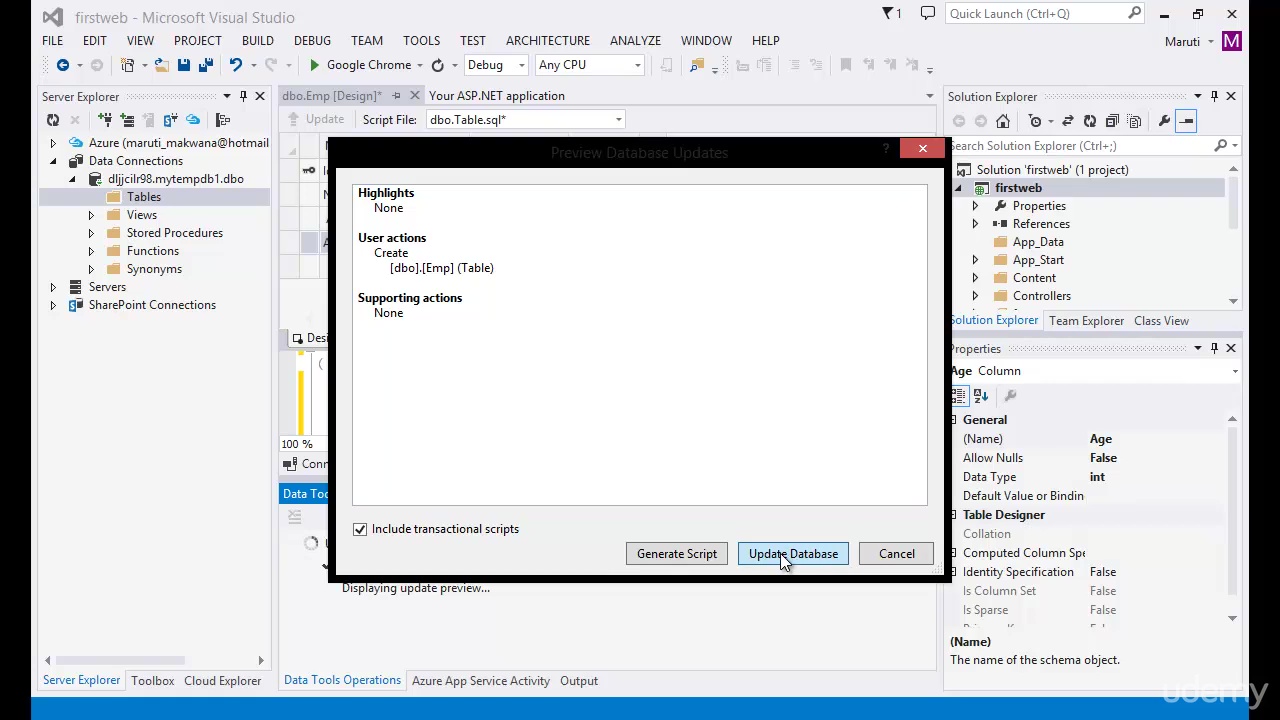 firstweb - Microsoft Visual Studio
1
Quick Launch (Ctrl+Q)
FILE EDIT VIEW PROJECT BUILD DEBUG TEAM TOOLS TEST ARCHITECTURE ANALYZE WINDOW HELP
Maruti
M
Google Chrome
Debug
Any CPU
Server Explorer
Azure (maruti_makwana@hotmail
Data Connections
dljjcilr98.mytempdb1.dbo
Tables
Views
Stored Procedures
Functions
Synonyms
Servers
SharePoint Connections
Server Explorer Toolbox Cloud Explorer
dbo.Emp [Design]*
Your ASP.NET application
Update
Script File: dbo.Table.sql*
Desi
100 %
Conn
Data Too
Displaying update preview...
Data Tools Operations Azure App Service Activity Output
Preview Database Updates
?
Highlights
None
User actions
Create
[dbo].[Emp] (Table)
Supporting actions
None
Include transactional scripts
Generate Script
Update Database
Cancel
Solution Explorer
Search Solution Explorer (Ctrl+;)
Solution 'firstweb' (1 project)
firstweb
Properties
References
App_Data
App_Start
Content
Controllers
Solution Explorer Team Explorer Class View
Properties
Age Column
General
(Name) Age
Allow Nulls False
Data Type int
Default Value or Bindin
Table Designer
Collation
Computed Column Spe
Identity Specification False
Is Column Set False
Is Sparse False
(Name)
The name of the schema object.
udemy